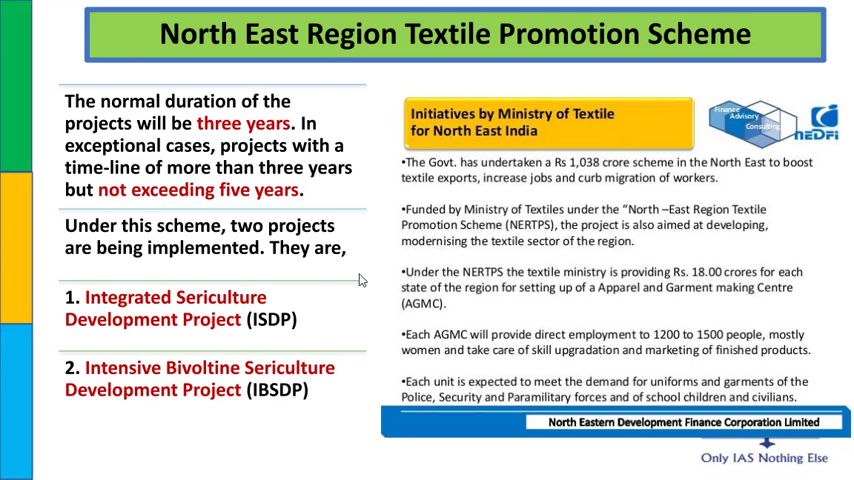 North East Region Textile Promotion Scheme
The normal duration of the
projects will be three years. In
exceptional cases, projects with a
time-line of more than three years
but not exceeding five years.
Under this scheme, two projects
are being implemented. They are,
1. Integrated Sericulture
Development Project (ISDP)
2. Intensive Bivoltine Sericulture
Development Project (IBSDP)
Initiatives by Ministry of Textile
for North East India
Finance
Advisory
Consulting
NEDFi
•The Govt. has undertaken a Rs 1,038 crore scheme in the North East to boost
textile exports, increase jobs and curb migration of workers.
•Funded by Ministry of Textiles under the “North –East Region Textile
Promotion Scheme (NERTPS), the project is also aimed at developing,
modernising the textile sector of the region.
•Under the NERTPS the textile ministry is providing Rs. 18.00 crores for each
state of the region for setting up of a Apparel and Garment making Centre
(AGMC).
•Each AGMC will provide direct employment to 1200 to 1500 people, mostly
women and take care of skill upgradation and marketing of finished products.
•Each unit is expected to meet the demand for uniforms and garments of the
Police, Security and Paramilitary forces and of school children and civilians.
North Eastern Development Finance Corporation Limited
Only IAS Nothing Else